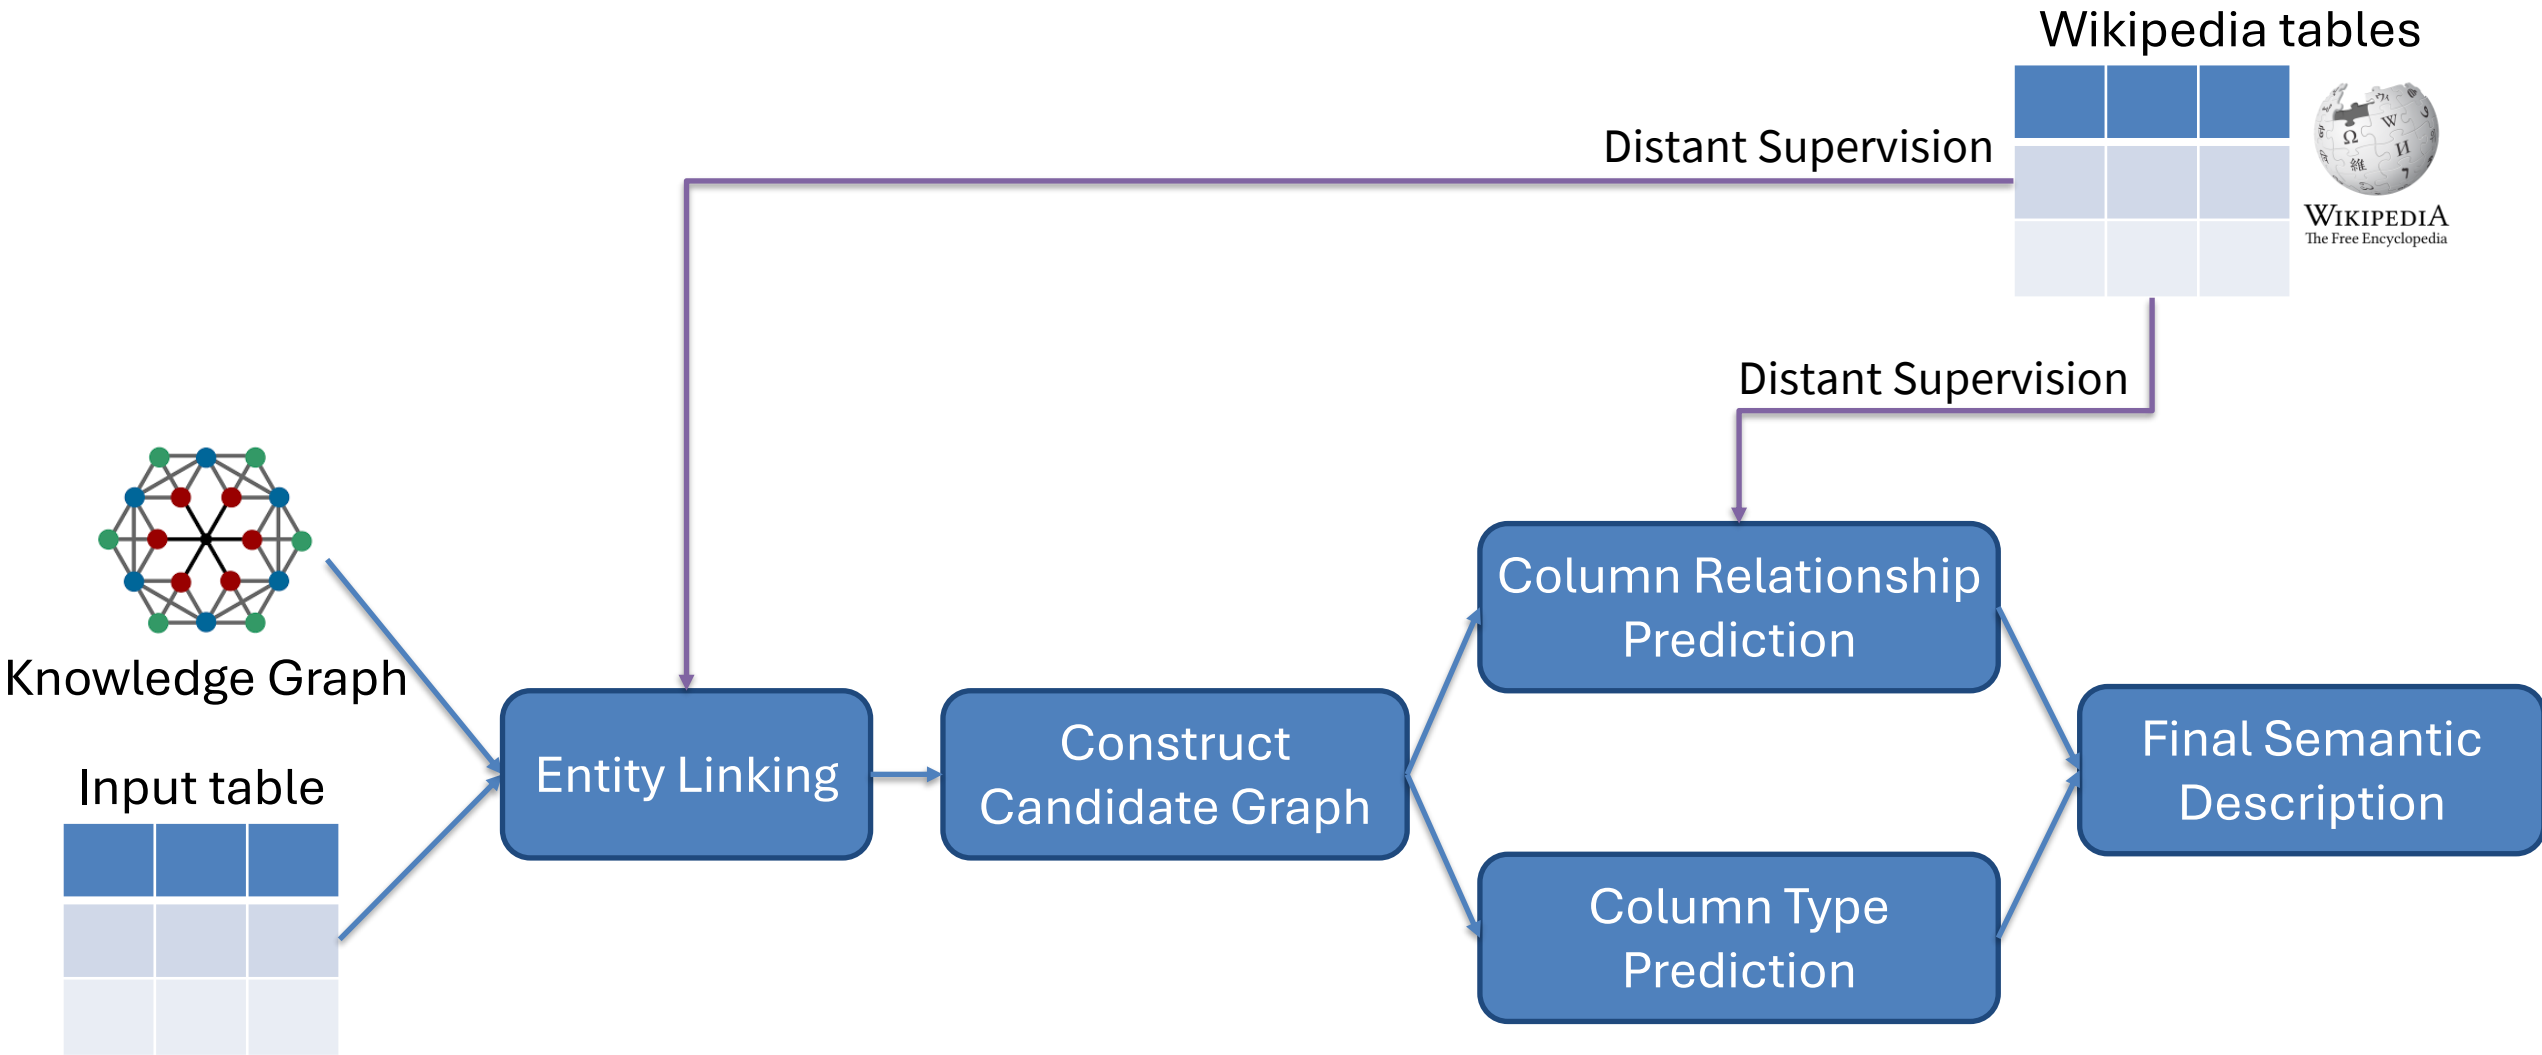 Wikipedia tables
Distant Supervision
WIKIPEDIA
The Free Encyclopedia
Distant Supervision
Knowledge Graph
Input table
Entity Linking
Construct
Candidate Graph
Column Relationship
Prediction
Column Type
Prediction
Final Semantic
Description